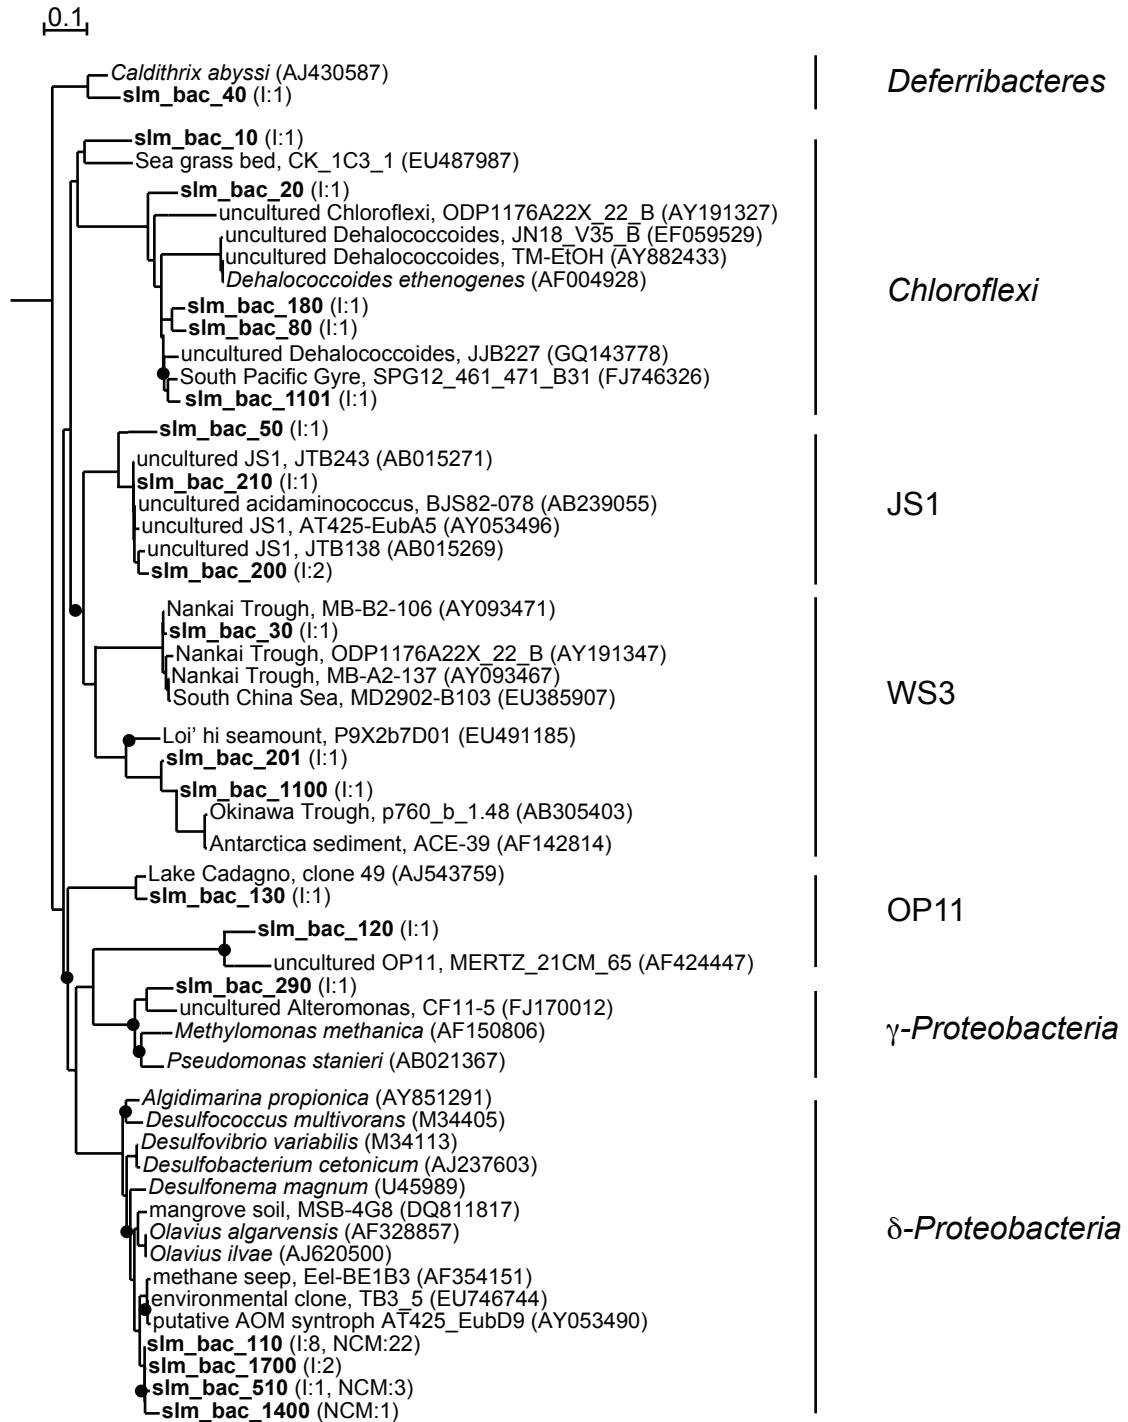 0.1
Caldithrix abyssi (AJ430587)
slm_bac_40 (I:1)
Deferribacteres
slm_bac_10 (I:1)
Sea grass bed, CK_1C3_1 (EU487987)
slm_bac_20 (I:1)
uncultured Chloroflexi, ODP1176A22X_22_B (AY191327)
uncultured Dehalococcoides, JN18_V35_B (EF059529)
uncultured Dehalococcoides, TM-EtOH (AY882433)
Dehalococcoides ethenogenes (AF004928)
slm_bac_180 (I:1)
slm_bac_80 (I:1)
uncultured Dehalococcoides, JJB227 (GQ143778)
South Pacific Gyre, SPG12_461_471_B31 (FJ746326)
slm_bac_1101 (I:1)
Chloroflexi
slm_bac_50 (I:1)
uncultured JS1, JTB243 (AB015271)
slm_bac_210 (I:1)
uncultured acidaminococcus, BJS82-078 (AB239055)
uncultured JS1, AT425-EubA5 (AY053496)
uncultured JS1, JTB138 (AB015269)
slm_bac_200 (I:2)
JS1
Nankai Trough, MB-B2-106 (AY093471)
slm_bac_30 (I:1)
Nankai Trough, ODP1176A22X_22_B (AY191347)
Nankai Trough, MB-A2-137 (AY093467)
South China Sea, MD2902-B103 (EU385907)
Loi' hi seamount, P9X2b7D01 (EU491185)
slm_bac_201 (I:1)
slm_bac_1100 (I:1)
Okinawa Trough, p760_b_1.48 (AB305403)
Antarctica sediment, ACE-39 (AF142814)
WS3
Lake Cadagno, clone 49 (AJ543759)
slm_bac_130 (I:1)
slm_bac_120 (I:1)
uncultured OP11, MERTZ_21CM_65 (AF424447)
OP11
slm_bac_290 (I:1)
uncultured Alteromonas, CF11-5 (FJ170012)
Methylomonas methanica (AF150806)
Pseudomonas stanieri (AB021367)
γ-Proteobacteria
Algidimarina propionica (AY851291)
Desulfococus multivorans (M34405)
Desulfovibrio variabilis (M34113)
Desulfobacterium cetonicum (AJ237603)
Desulfonema magnum (U45989)
mangrove soil, MSB-4G8 (DQ811817)
Olavius algarvensis (AF328857)
Olavius ilvae (AJ620500)
methane seep, Eel-BE1B3 (AF354151)
environmental clone, TB3_5 (EU746744)
putative AOM syntroph AT425_EubD9 (AY053490)
slm_bac_110 (I:8, NCM:22)
slm_bac_1700 (I:2)
slm_bac_510 (I:1, NCM:3)
slm_bac_1400 (NCM:1)
δ-Proteobacteria